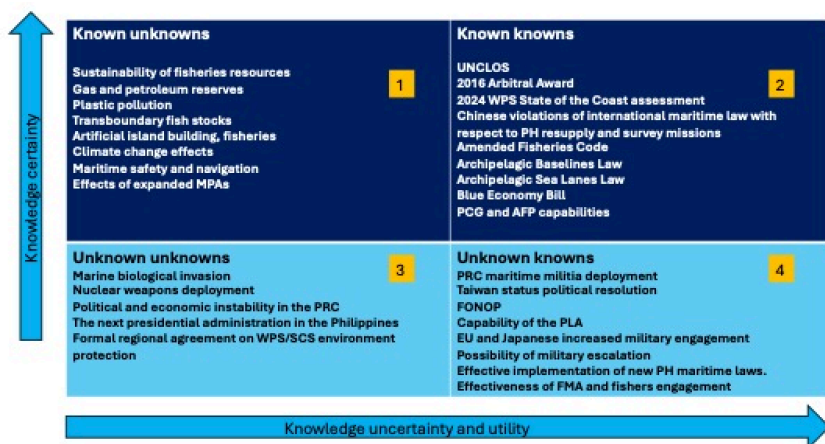 Knowledge certainty
Known unknowns
1
Sustainability of fisheries resources
Gas and petroleum reserves
Plastic pollution
Transboundary fish stocks
Artificial island building, fisheries
Climate change effects
Maritime safety and navigation
Effects of expanded MPAs
Known knowns
2
UNCLOS
2016 Arbitral Award
2024 WPS State of the Coast assessment
Chinese violations of international maritime law with
respect to PH resupply and survey missions
Amended Fisheries Code
Archipelagic Baselines Law
Archipelagic Sea Lanes Law
Blue Economy Bill
PCG and AFP capabilities
Unknown unknowns
3
Marine biological invasion
Nuclear weapons deployment
Political and economic instability in the PRC
The next presidential administration in the Philippines
Formal regional agreement on WPS/SCS environment
protection
Unknown knowns
4
PRC maritime militia deployment
Taiwan status political resolution
FONOP
Capability of the PLA
EU and Japanese increased military engagement
Possibility of military escalation
Effective implementation of new PH maritime laws.
Effectiveness of FMA and fishers engagement
Knowledge uncertainty and utility